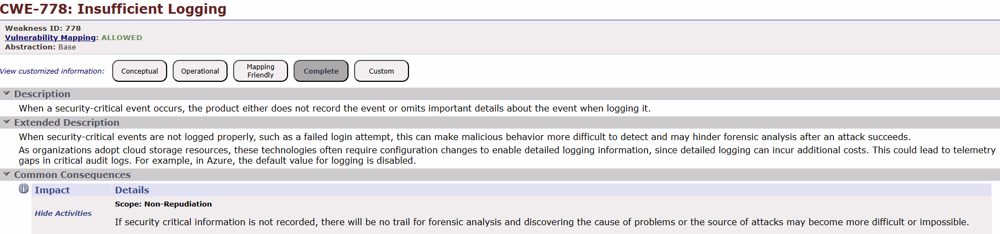 CWE-778: Insufficient Logging
Weakness ID: 778
Vulnerability Mapping: ALLOWED
Abstraction: Base
View customized information:
Conceptual
Operational
Mapping
Friendly
Complete
Custom
Description
When a security-critical event occurs, the product either does not record the event or omits important details about the event when logging it.
Extended Description
When security-critical events are not logged properly, such as a failed login attempt, this can make malicious behavior more difficult to detect and may hinder forensic analysis after an attack succeeds.
As organizations adopt cloud storage resources, these technologies often require configuration changes to enable detailed logging information, since detailed logging can incur additional costs. This could lead to telemetry
gaps in critical audit logs. For example, in Azure, the default value for logging is disabled.
Common Consequences
Impact Details
Scope: Non-Repudiation
Hide Activities
If security critical information is not recorded, there will be no trail for forensic analysis and discovering the cause of problems or the source of attacks may become more difficult or impossible.